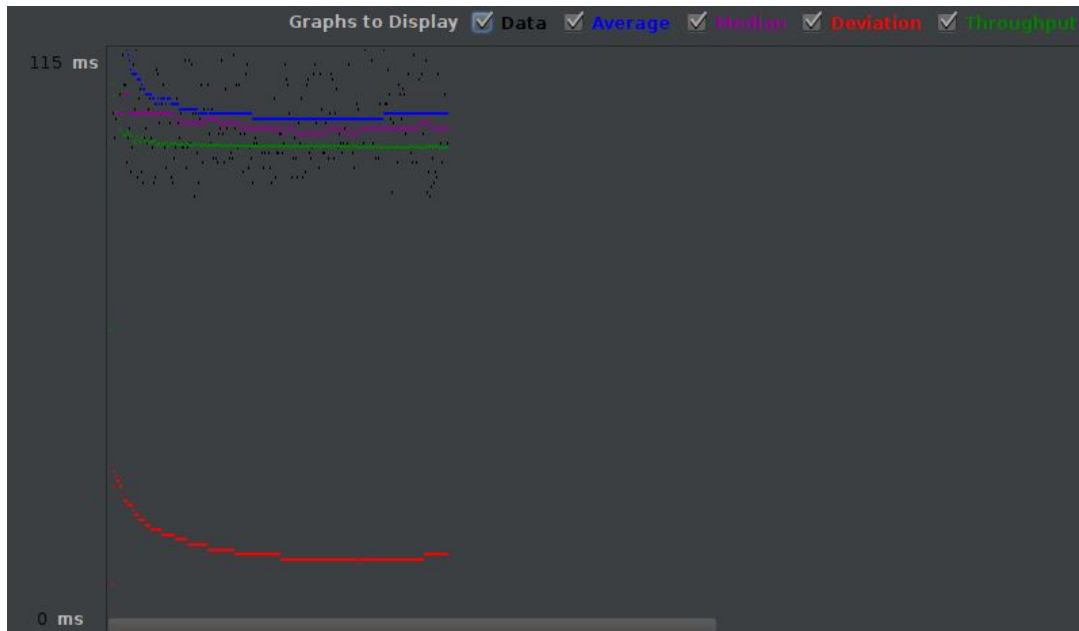 Graphs to Display Data Average Median Deviation Throughput
115 ms
0 ms